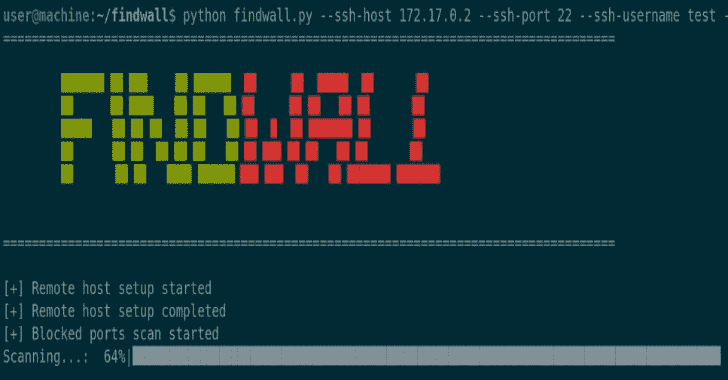 user@machine:~/findwall$ python findwall.py --ssh-host 172.17.0.2 --ssh-port 22 --ssh-username test -
FINDWALL
[+] Remote host setup started
[+] Remote host setup completed
[+] Blocked ports scan started
Scanning...: 64%|